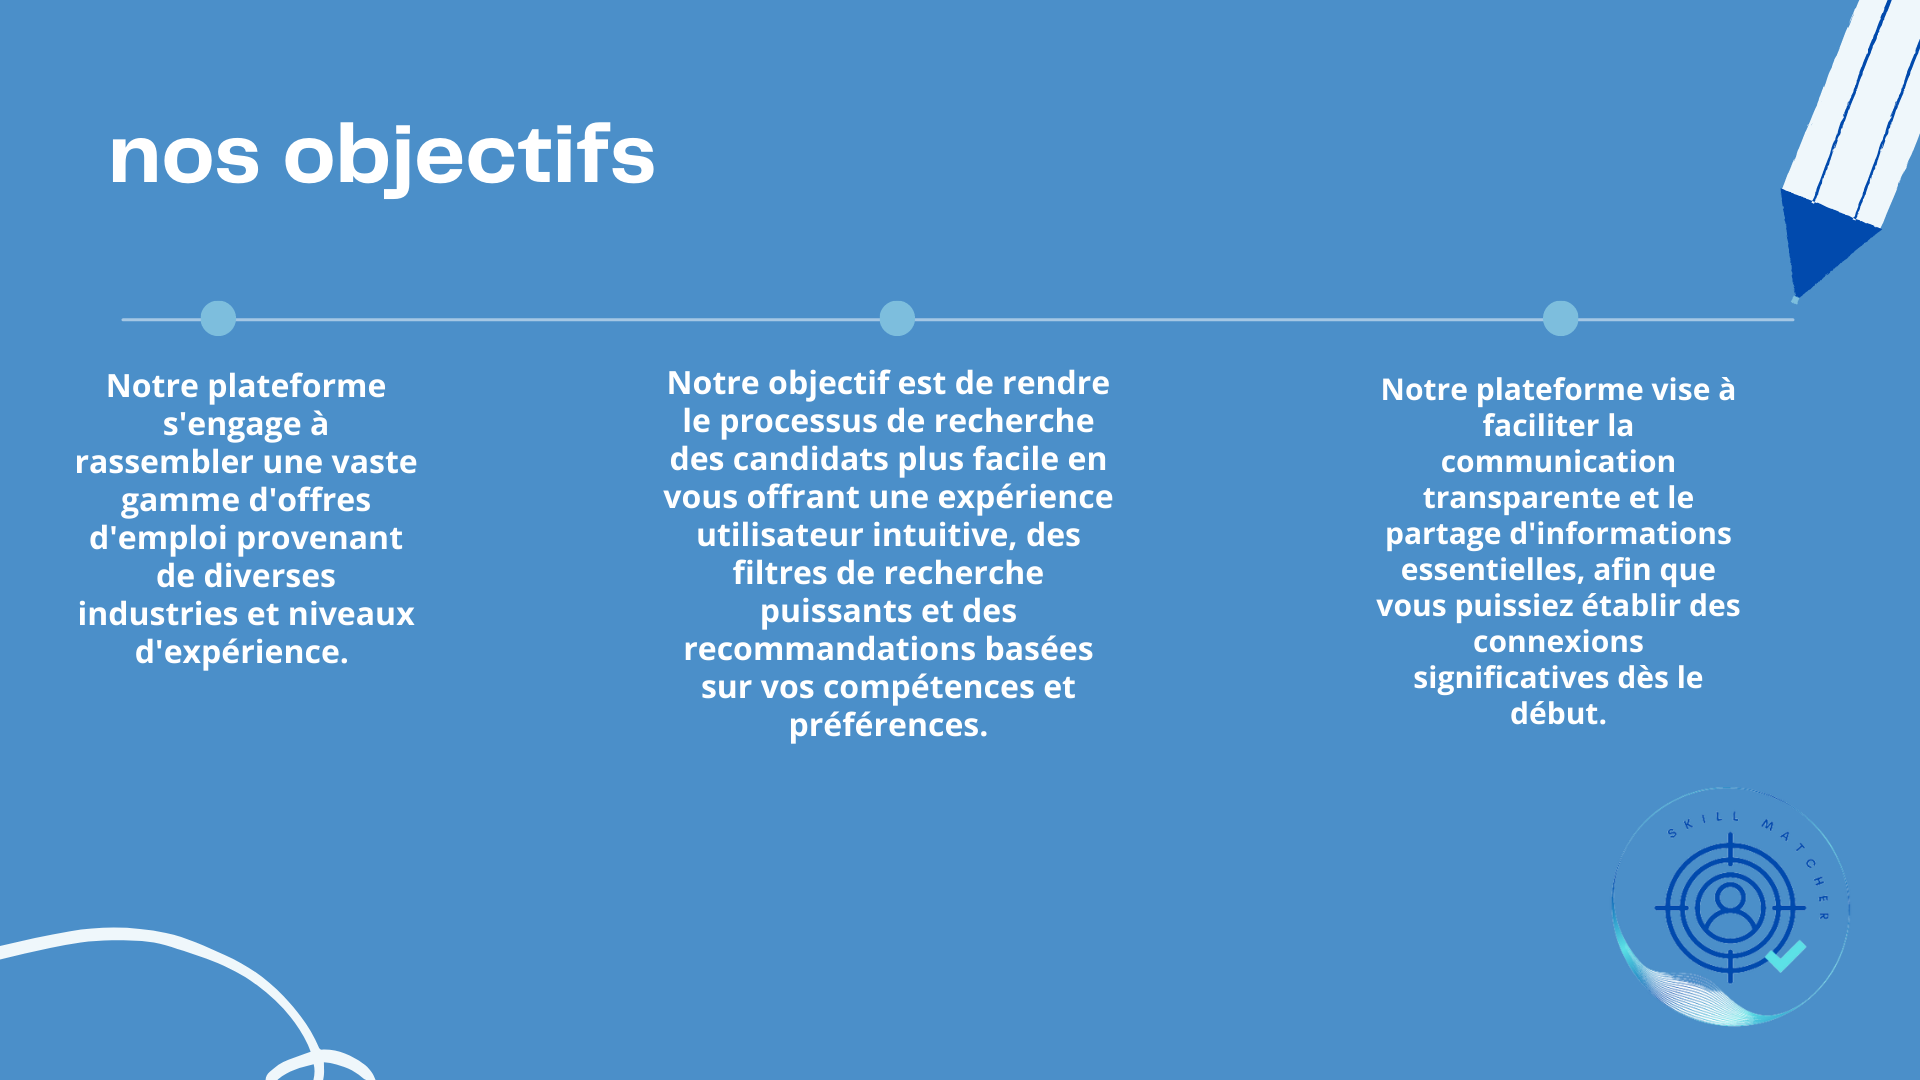 nos objectifs
Notre plateforme
s'engage à
rassembler une vaste
gamme d'offres
d'emploi provenant
de diverses
industries et niveaux
d'expérience.
Notre objectif est de rendre
le processus de recherche
des candidats plus facile en
vous offrant une expérience
utilisateur intuitive, des
filtres de recherche
puissants et des
recommandations basées
sur vos compétences et
préférences.
Notre plateforme vise à
faciliter la
communication
transparente et le
partage d'informations
essentielles, afin que
vous puissiez établir des
connexions
significatives dès le
début.
SKILL MATCHER